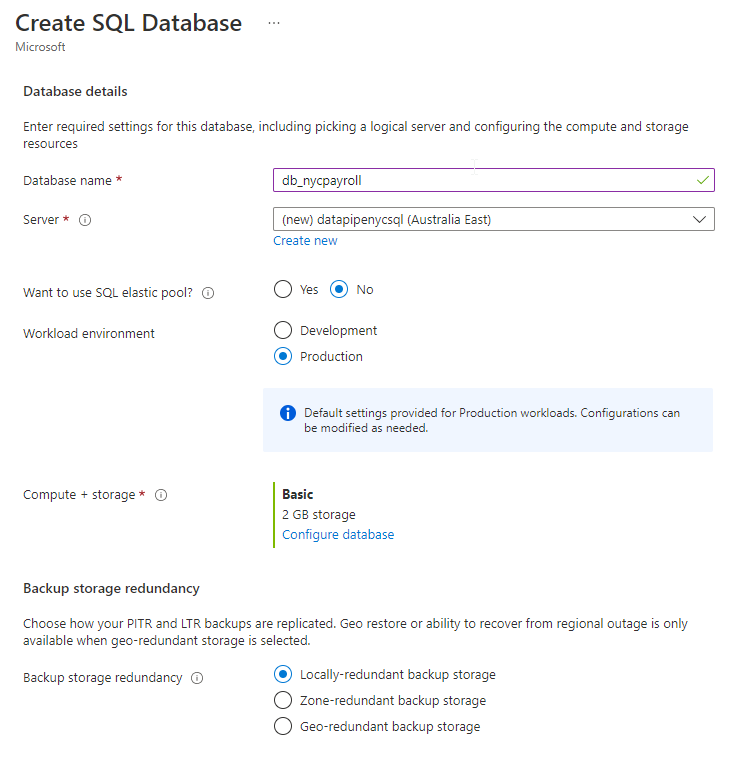 Create SQL Database ...
Microsoft
Database details
Enter required settings for this database, including picking a logical server and configuring the compute and storage
resources
Database name *
db_nycpayroll
Server *
(new) datapipenycsql (Australia East)
Create new
Want to use SQL elastic pool?
Yes
No
Workload environment
Development
Production
Default settings provided for Production workloads. Configurations can
be modified as needed.
Compute + storage *
Basic
2 GB storage
Configure database
Backup storage redundancy
Choose how your PITR and LTR backups are replicated. Geo restore or ability to recover from regional outage is only
available when geo-redundant storage is selected.
Backup storage redundancy
Locally-redundant backup storage
Zone-redundant backup storage
Geo-redundant backup storage